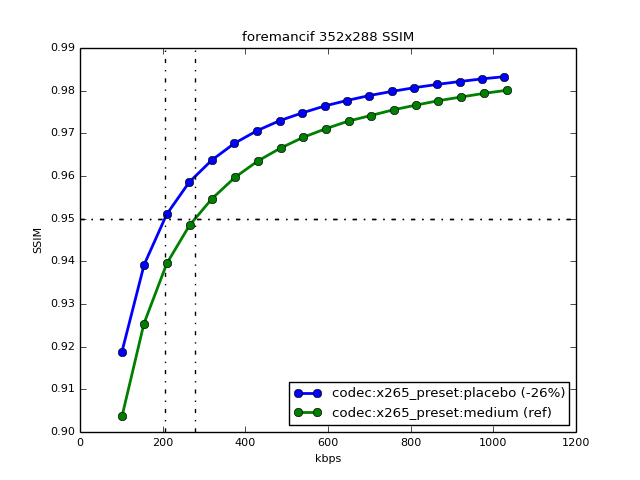 foremancif 352x288 SSIM
0.99
0.98
0.97
0.96
0.95
0.94
0.93
0.92
0.91
0.90
SSIM
codec:x265_preset:placebo (-26%)
codec:x265_preset:medium (ref)
0 200 400 600 800 1000 1200
kbps